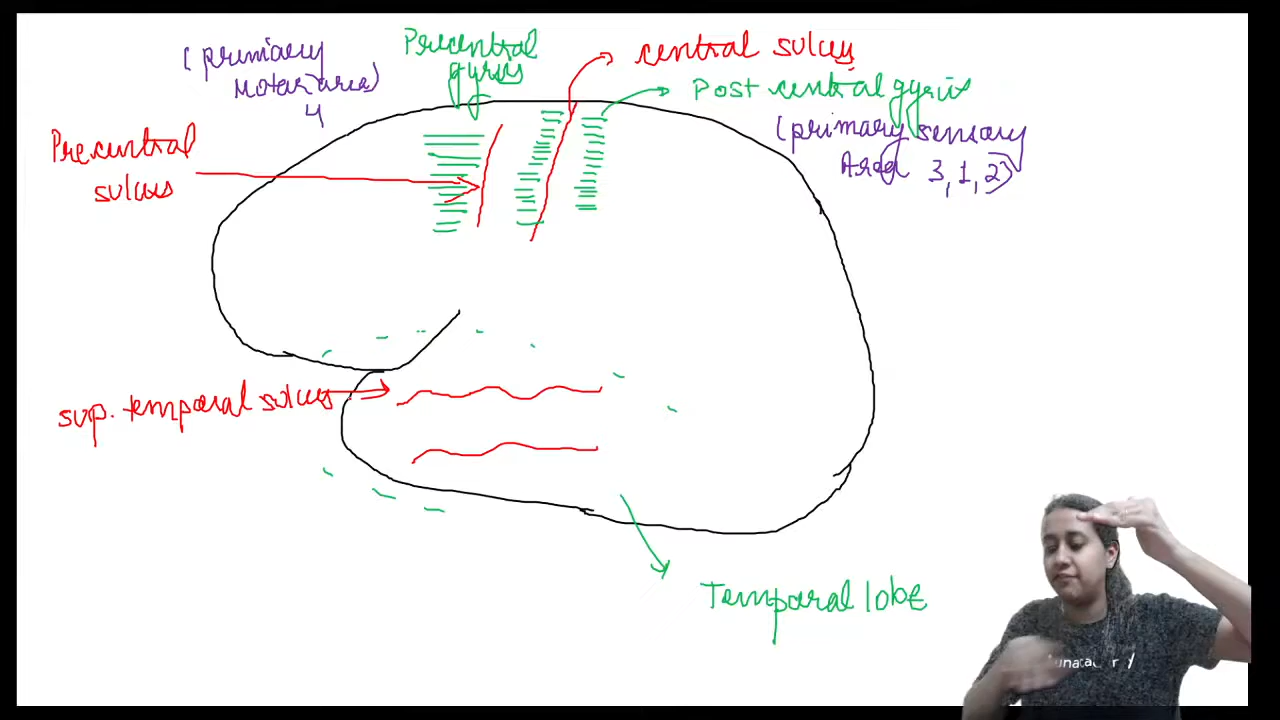 (primary
Motar area)
4
Precentral
gyrus
central sulcus
Post central gyrus
(primary sensory
Area 3, 1, 2)
Precentral
sulcus
sup. temporal sulcus
Temporal lobe